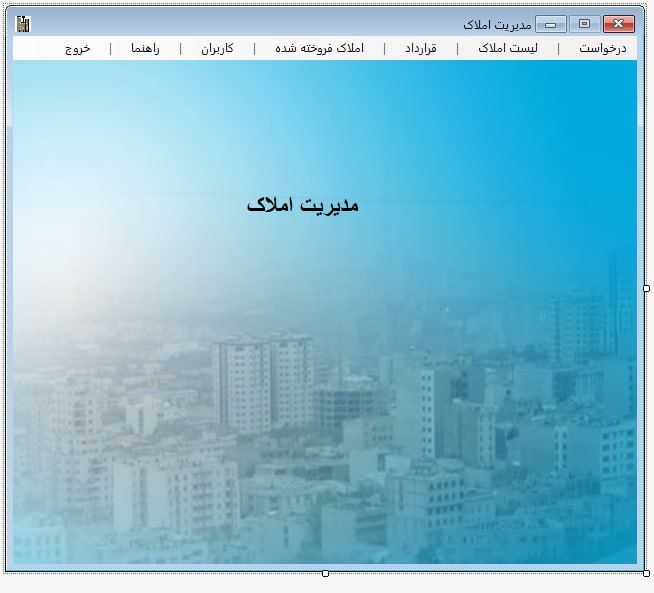 مدیریت املاک
درخواست | لیست املاک | قرارداد | املاک فروخته شده | کاربران | راهنما | خروج
مدیریت املاک